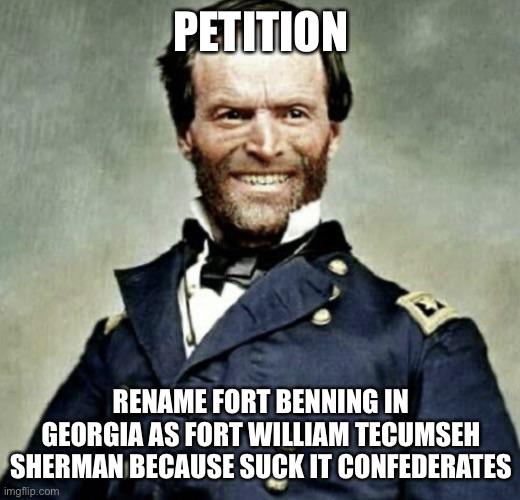 PETITION
RENAME FORT BENNING IN
GEORGIA AS FORT WILLIAM TECUMSEH
SHERMAN BECAUSE SUCK IT CONFEDERATES
imgflip.com